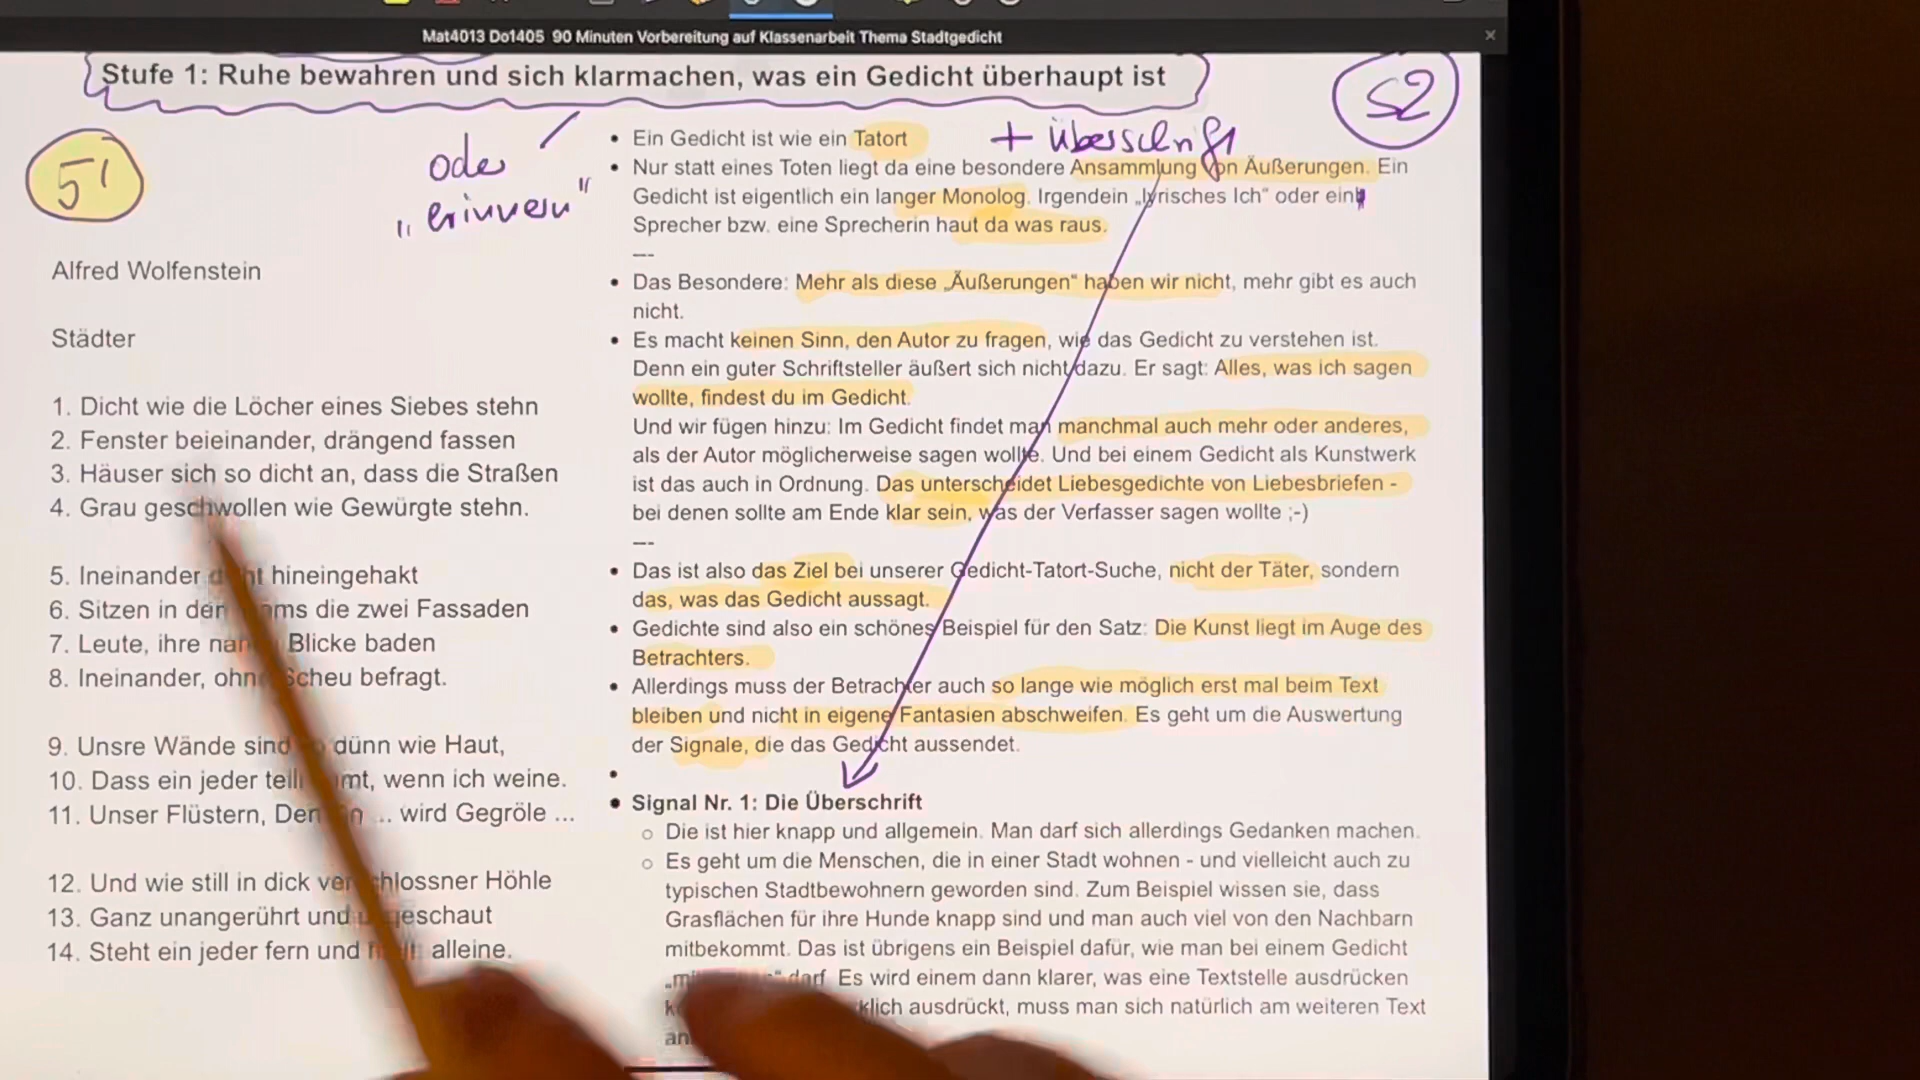 Mat4013 Do1405 90 Minuten Vorbereitung auf Klassenarbeit Thema Stadtgedicht
Stufe 1: Ruhe bewahren und sich klarmachen, was ein Gedicht überhaupt ist
S2
5'
oder
"erinnern"
+ Überschrift
Alfred Wolfenstein
Städter
1. Dicht wie die Löcher eines Siebes stehn
2. Fenster beieinander, drängend fassen
3. Häuser sich so dicht an, dass die Straßen
4. Grau geschwollen wie Gewürgte stehn.
5. Ineinander hineingehakt
6. Sitzen in den die zwei Fassaden
7. Leute, ihre Blicke baden
8. Ineinander, ohne Scheu befragt.
9. Unsre Wände sind dünn wie Haut,
10. Dass ein jeder wenn ich weine.
11. Unser Flüstern, ... wird Gegröle ...
12. Und wie still in dick Höhle
13. Ganz unangerührt und
14. Steht ein jeder fern und alleine.
• Ein Gedicht ist wie ein Tatort
• Nur statt eines Toten liegt da eine besondere Ansammlung von Äußerungen. Ein
Gedicht ist eigentlich ein langer Monolog. Irgendein „lyrisches Ich" oder ein
Sprecher bzw. eine Sprecherin haut da was raus.
---
• Das Besondere: Mehr als diese „Äußerungen" haben wir nicht, mehr gibt es auch
nicht.
• Es macht keinen Sinn, den Autor zu fragen, wie das Gedicht zu verstehen ist.
Denn ein guter Schriftsteller äußert sich nicht dazu. Er sagt: Alles, was ich sagen
wollte, findest du im Gedicht.
Und wir fügen hinzu: Im Gedicht findet man manchmal auch mehr oder anderes,
als der Autor möglicherweise sagen wollte. Und bei einem Gedicht als Kunstwerk
ist das auch in Ordnung. Das unterscheidet Liebesgedichte von Liebesbriefen -
bei denen sollte am Ende klar sein, was der Verfasser sagen wollte ;-)
---
• Das ist also das Ziel bei unserer Gedicht-Tatort-Suche, nicht der Täter, sondern
das, was das Gedicht aussagt.
• Gedichte sind also ein schönes Beispiel für den Satz: Die Kunst liegt im Auge des
Betrachters.
• Allerdings muss der Betrachter auch so lange wie möglich erst mal beim Text
bleiben und nicht in eigene Fantasien abschweifen. Es geht um die Auswertung
der Signale, die das Gedicht aussendet.
•
• Signal Nr. 1: Die Überschrift
○ Die ist hier knapp und allgemein. Man darf sich allerdings Gedanken machen.
○ Es geht um die Menschen, die in einer Stadt wohnen - und vielleicht auch zu
typischen Stadtbewohnern geworden sind. Zum Beispiel wissen sie, dass
Grasflächen für ihre Hunde knapp sind und man auch viel von den Nachbarn
mitbekommt. Das ist übrigens ein Beispiel dafür, wie man bei einem Gedicht
darf. Es wird einem dann klarer, was eine Textstelle ausdrücken
ausdrückt, muss man sich natürlich am weiteren Text